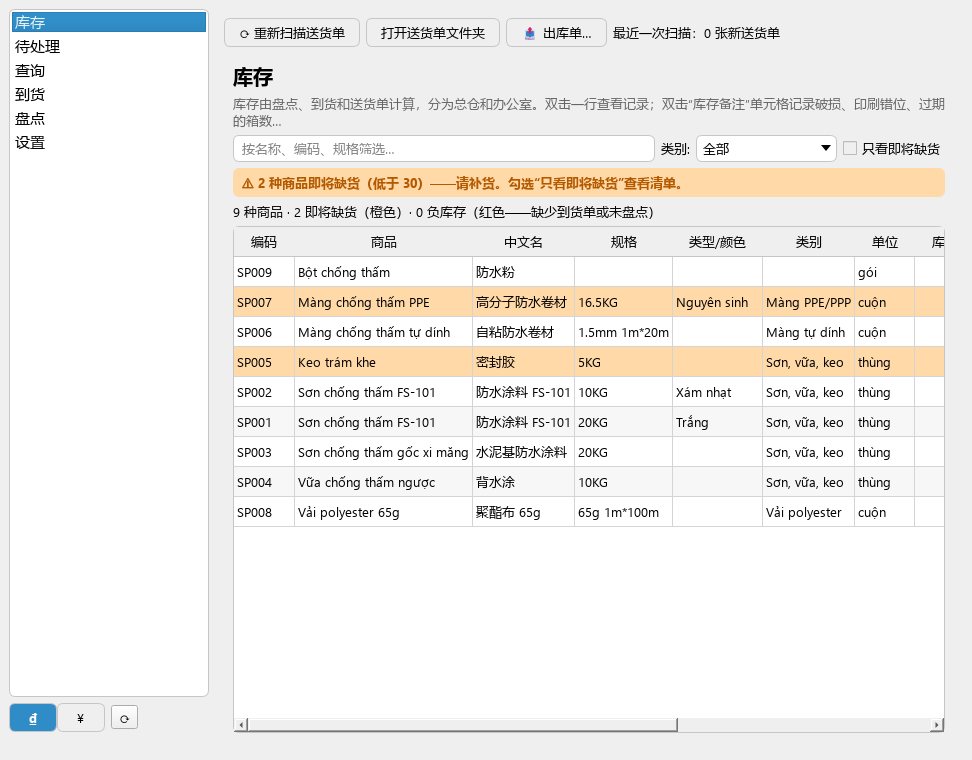 库存
待处理
查询
到货
盘点
设置
⟳ 重新扫描送货单
打开送货单文件夹
📤 出库单...
最近一次扫描：0 张新送货单
库存
库存由盘点、到货和送货单计算，分为总仓和办公室。双击一行查看记录；双击“库存备注”单元格记录破损、印刷错位、过期
的箱数...
按名称、编码、规格筛选...
类别: 全部 只看即将缺货
⚠ 2 种商品即将缺货（低于 30）——请补货。勾选“只看即将缺货”查看清单。
9 种商品 · 2 即将缺货（橙色）· 0 负库存（红色——缺少到货单或未盘点）
编码 商品 中文名 规格 类型/颜色 类别 单位 库
SP009 Bột chống thấm 防水粉 gói
SP007 Màng chống thấm PPE 高分子防水卷材 16.5KG Nguyên sinh Màng PPE/PPP cuộn
SP006 Màng chống thấm tự dính 自粘防水卷材 1.5mm 1m*20m Màng tự dính cuộn
SP005 Keo trám khe 密封胶 5KG Sơn, vữa, keo thùng
SP002 Sơn chống thấm FS-101 防水涂料 FS-101 10KG Xám nhạt Sơn, vữa, keo thùng
SP001 Sơn chống thấm FS-101 防水涂料 FS-101 20KG Trắng Sơn, vữa, keo thùng
SP003 Sơn chống thấm gốc xi măng 水泥基防水涂料 20KG Sơn, vữa, keo thùng
SP004 Vữa chống thấm ngược 背水涂 10KG Sơn, vữa, keo thùng
SP008 Vải polyester 65g 聚酯布 65g 65g 1m*100m Vải polyester cuộn
₫ ¥ ⟳